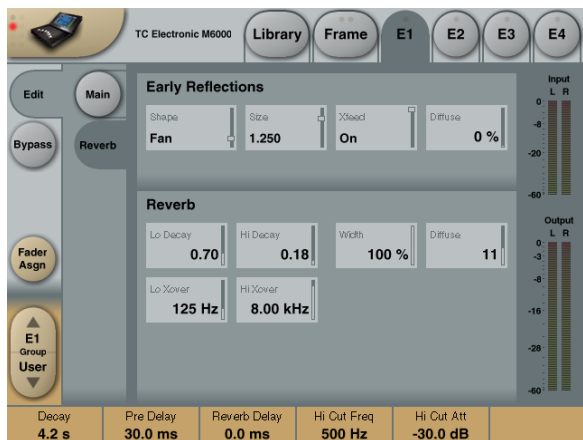 TC Electronic M6000
Library
Frame
E1
E2
E3
E4
Edit
Main
Bypass
Reverb
Fader
Asgn
E1
Group
User
Early Reflections
Shape
Fan
Size
1.250
Xfeed
On
Diffuse
0 %
Reverb
Lo Decay
0.70
Hi Decay
0.18
Width
100 %
Diffuse
11
Lo Xover
125 Hz
Hi Xover
8.00 kHz
Input
L R
0
-8
-20
-60
Output
L R
0
-3
-8
-16
-28
-60
Decay
4.2 s
Pre Delay
30.0 ms
Reverb Delay
0.0 ms
Hi Cut Freq
500 Hz
Hi Cut Att
-30.0 dB